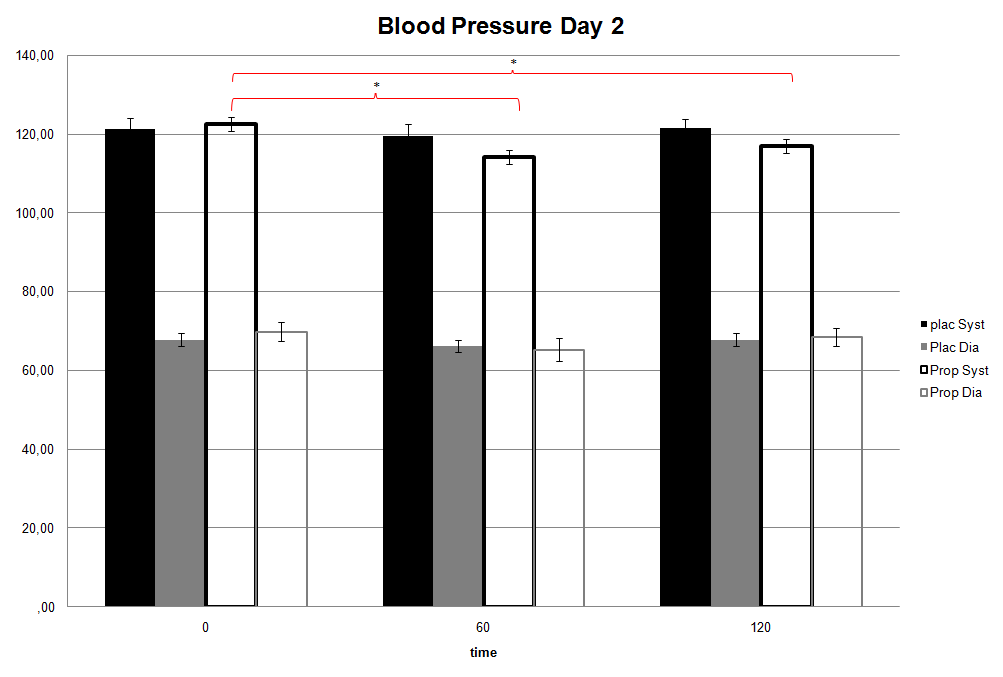 Blood Pressure Day 2
140,00
120,00
100,00
80,00
60,00
40,00
20,00
,00
*
*
0
60
120
time
plac Syst
Plac Dia
Prop Syst
Prop Dia